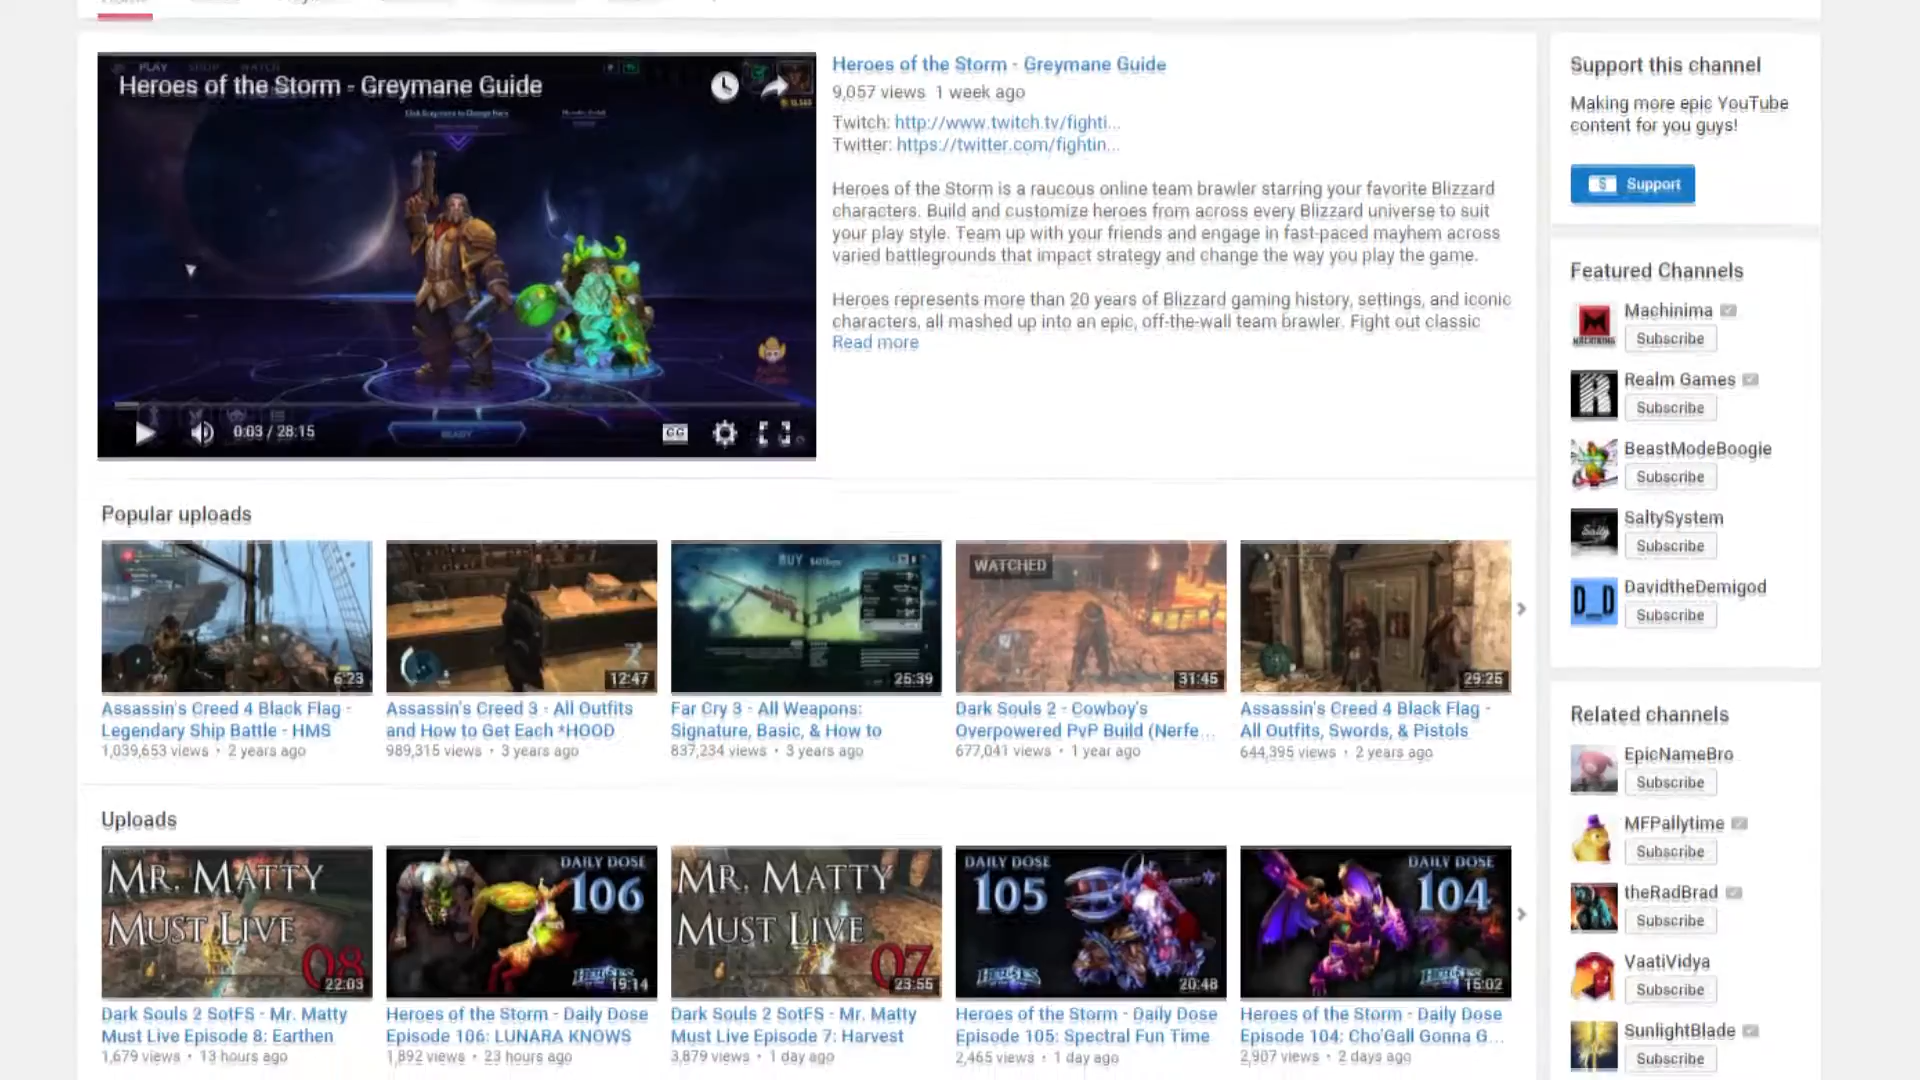 PLAY SHOP WATCH
Heroes of the Storm - Greymane Guide
READY
0:03 / 28:15
CC
Heroes of the Storm - Greymane Guide
9,057 views 1 week ago
Twitch: http://www.twitch.tv/fighti...
Twitter: https://twitter.com/fightin...
Heroes of the Storm is a raucous online team brawler starring your favorite Blizzard
characters. Build and customize heroes from across every Blizzard universe to suit
your play style. Team up with your friends and engage in fast-paced mayhem across
varied battlegrounds that impact strategy and change the way you play the game.
Heroes represents more than 20 years of Blizzard gaming history, settings, and iconic
characters, all mashed up into an epic, off-the-wall team brawler. Fight out classic
Read more
Popular uploads
6:23
Assassin's Creed 4 Black Flag -
Legendary Ship Battle - HMS
1,039,653 views • 2 years ago
12:47
Assassin's Creed 3 - All Outfits
and How to Get Each *HOOD
989,315 views • 3 years ago
BUY
25:39
Far Cry 3 - All Weapons:
Signature, Basic, & How to
837,234 views • 3 years ago
WATCHED
31:45
Dark Souls 2 - Cowboy's
Overpowered PvP Build (Nerfe...
677,041 views • 1 year ago
29:25
Assassin's Creed 4 Black Flag -
All Outfits, Swords, & Pistols
644,395 views • 2 years ago
Uploads
MR. MATTY
MUST LIVE
08
22:03
Dark Souls 2 SotFS - Mr. Matty
Must Live Episode 8: Earthen
1,679 views • 13 hours ago
DAILY DOSE
106
HEROES
19:14
Heroes of the Storm - Daily Dose
Episode 106: LUNARA KNOWS
1,892 views • 23 hours ago
MR. MATTY
MUST LIVE
07
23:55
Dark Souls 2 SotFS - Mr. Matty
Must Live Episode 7: Harvest
3,879 views • 1 day ago
DAILY DOSE
105
HEROES
20:48
Heroes of the Storm - Daily Dose
Episode 105: Spectral Fun Time
2,465 views • 1 day ago
DAILY DOSE
104
HEROES
15:02
Heroes of the Storm - Daily Dose
Episode 104: Cho'Gall Gonna G...
2,907 views • 2 days ago
Support this channel
Making more epic YouTube
content for you guys!
$ Support
Featured Channels
MACHINIMA
Machinima
Subscribe
R
Realm Games
Subscribe
BeastModeBoogie
Subscribe
Salty
SaltySystem
Subscribe
D_D
DavidtheDemigod
Subscribe
Related channels
EpicNameBro
Subscribe
MFPallytime
Subscribe
theRadBrad
Subscribe
VaatiVidya
Subscribe
SunlightBlade
Subscribe